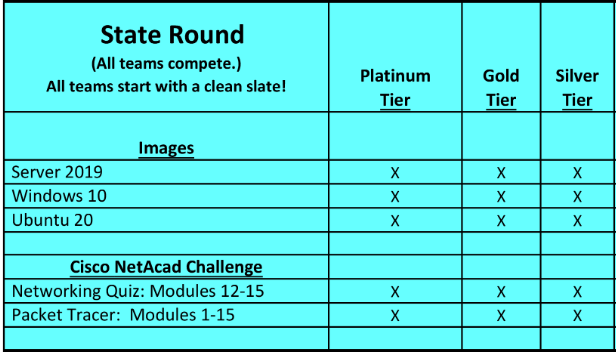 State Round
(All teams compete.)
All teams start with a clean slate!
Platinum Tier
Gold Tier
Silver Tier
Images
Server 2019 X X X
Windows 10 X X X
Ubuntu 20 X X X
Cisco NetAcad Challenge
Networking Quiz: Modules 12-15 X X X
Packet Tracer: Modules 1-15 X X X